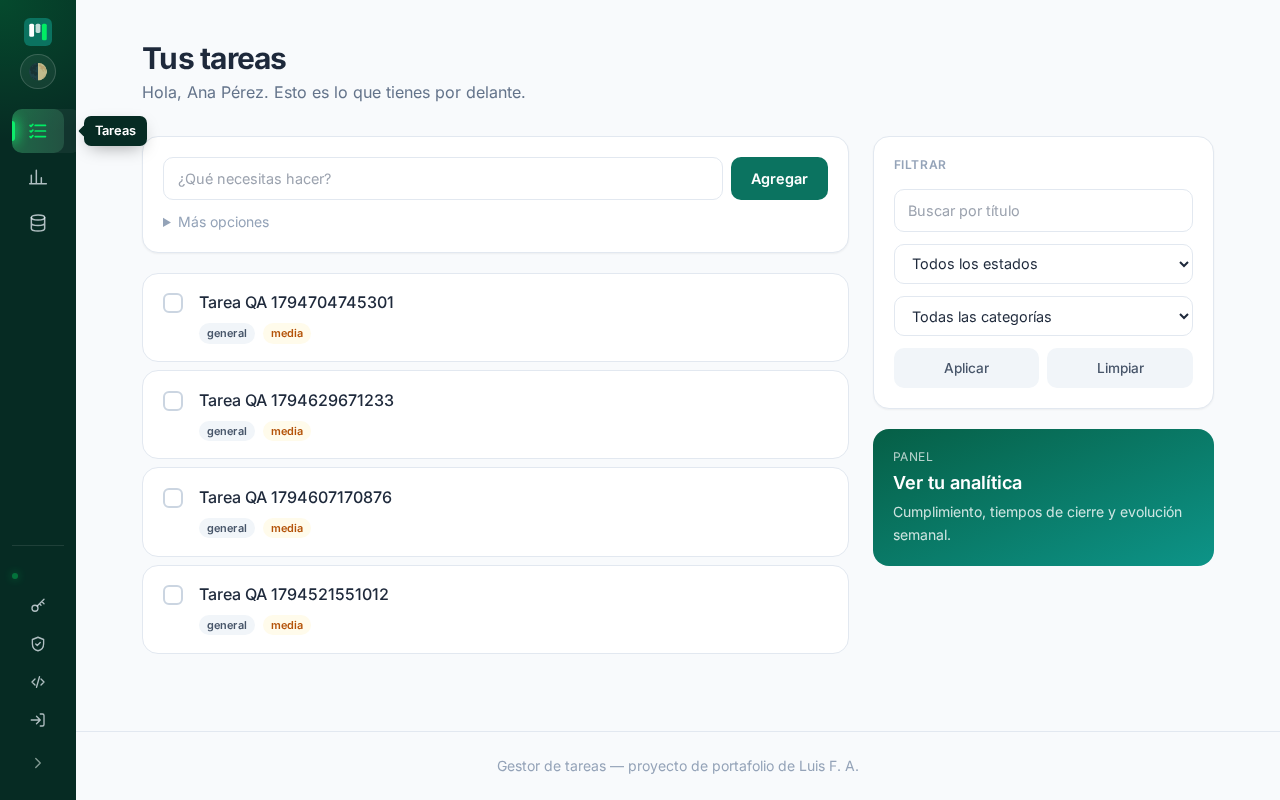 Tus tareas
Hola, Ana Pérez. Esto es lo que tienes por delante.
Tareas
¿Qué necesitas hacer?
Agregar
Más opciones
Tarea QA 1794704745301
general media
Tarea QA 1794629671233
general media
Tarea QA 1794607170876
general media
Tarea QA 1794521551012
general media
FILTRAR
Buscar por título
Todos los estados
Todas las categorías
Aplicar Limpiar
PANEL
Ver tu analítica
Cumplimiento, tiempos de cierre y evolución
semanal.
Gestor de tareas — proyecto de portafolio de Luis F. A.